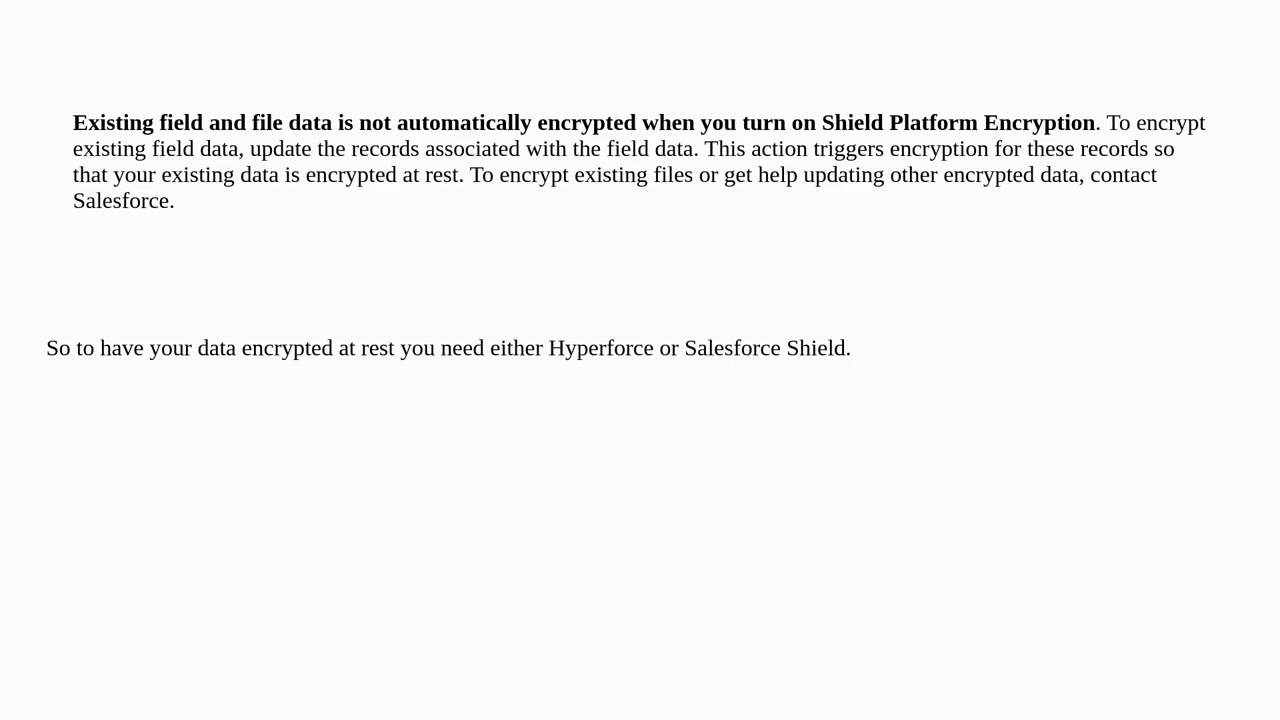 Existing field and file data is not automatically encrypted when you turn on Shield Platform Encryption. To encrypt
existing field data, update the records associated with the field data. This action triggers encryption for these records so
that your existing data is encrypted at rest. To encrypt existing files or get help updating other encrypted data, contact
Salesforce.
So to have your data encrypted at rest you need either Hyperforce or Salesforce Shield.